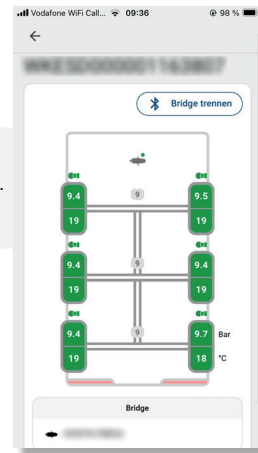 Vodafone WiFi Call... 09:36 98 %
Bridge trennen
9.4 9 9.5
19 19
9.4 9 9.4
19 19
9.4 9 9.7 Bar
19 18 °C
Bridge